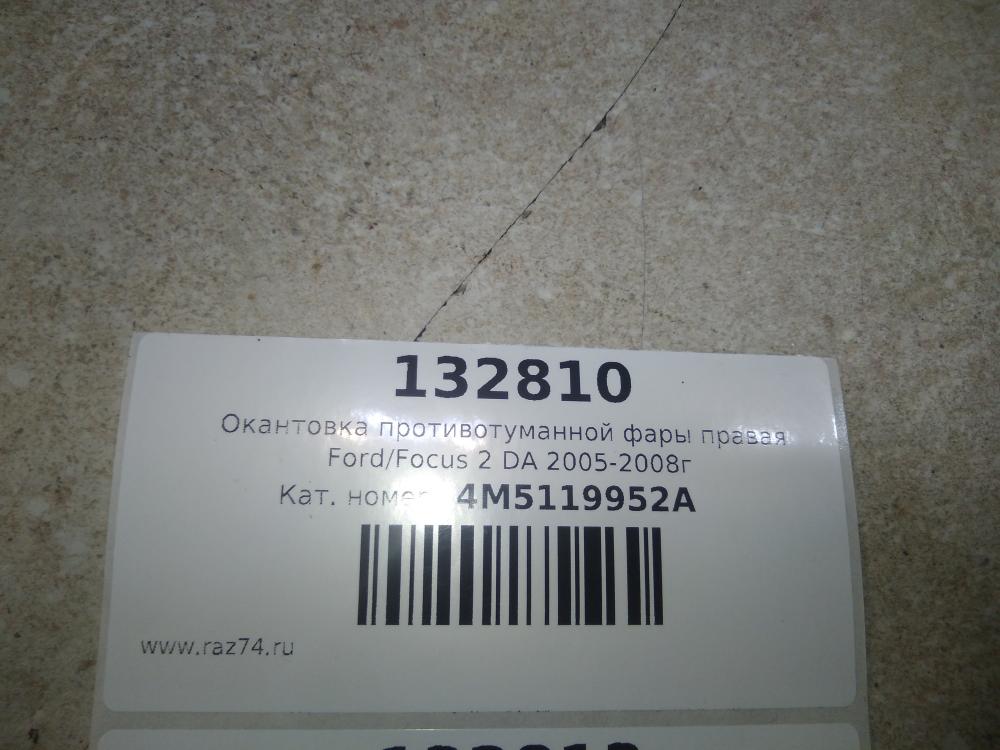 132810
Окантовка противотуманной фары правая
Ford/Focus 2 DA 2005-2008г
Кат. номер 4M5119952A
www.raz74.ru